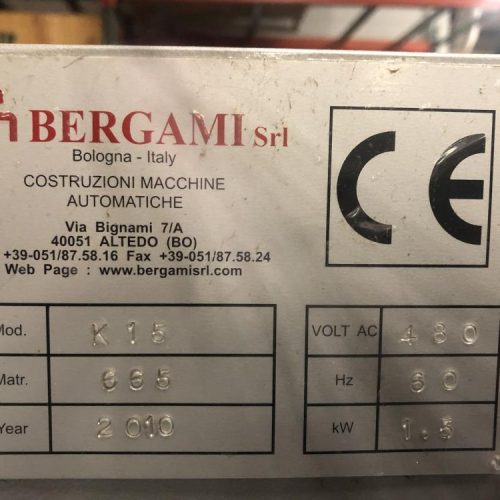 BERGAMI Srl
Bologna - Italy
COSTRUZIONI MACCHINE
AUTOMATICHE
Via Bignami 7/A
40051 ALTEDO (BO)
+39-051/87.58.16 Fax +39-051/87.58.24
Web Page : www.bergamisrl.com
CE
Mod. K15
Matr. 665
Year 2010
VOLT AC 480
Hz 60
kW 1.5